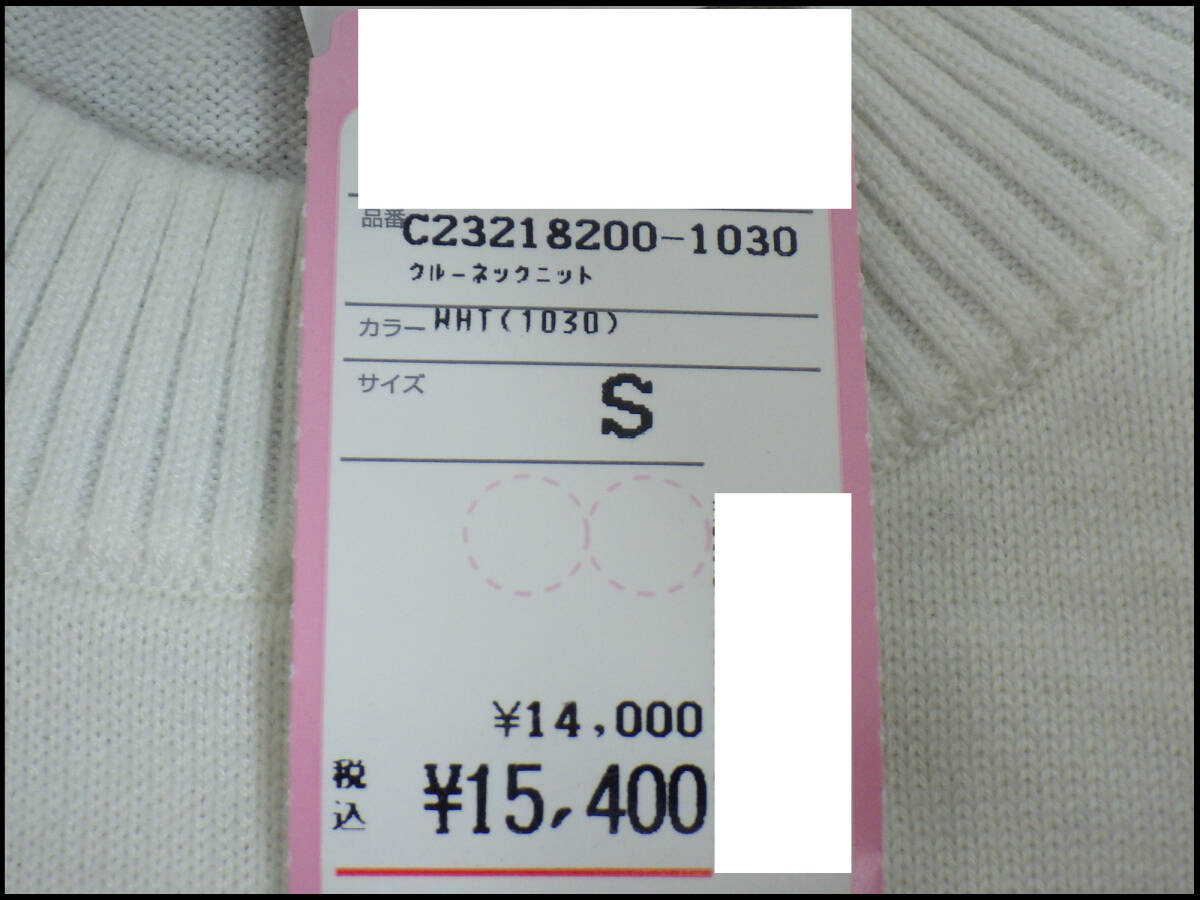 品番 C23218200-1030
クルーネックニット
カラー WHT(1030)
サイズ S
¥14,000
税込 ¥15,400